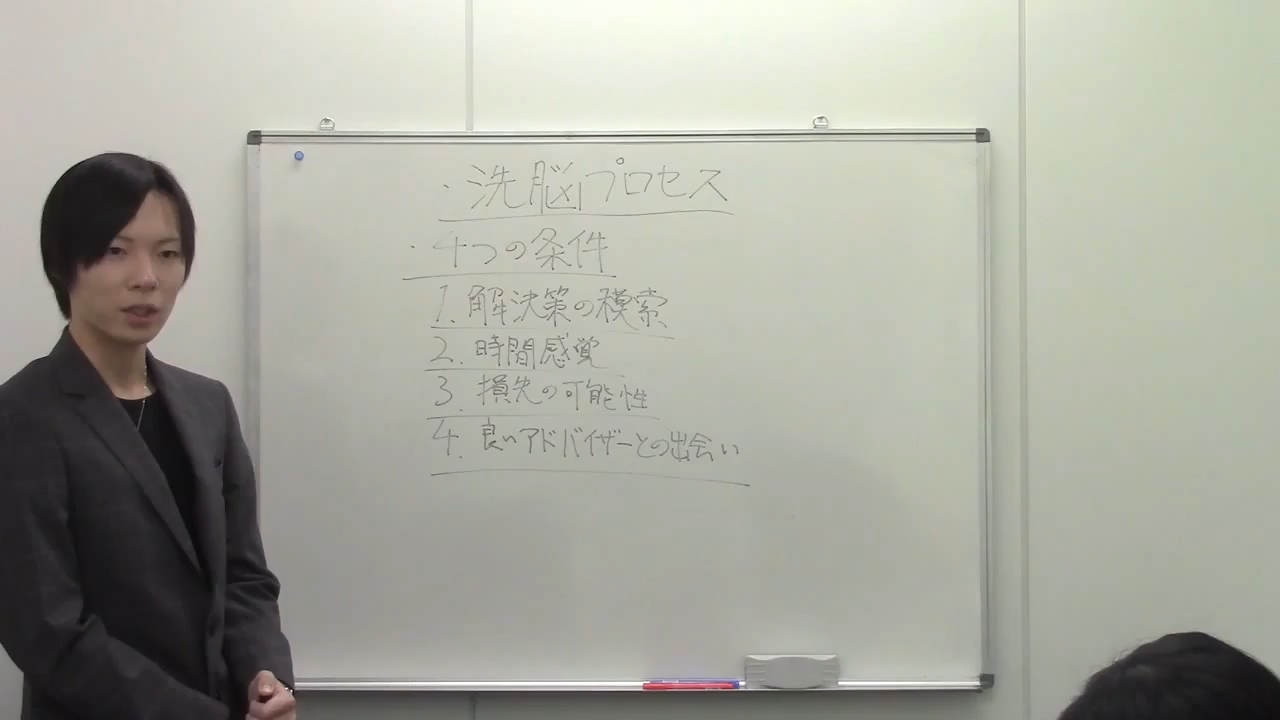 ・洗脳プロセス
・4つの条件
1. 解決策の模索
2. 時間感覚
3. 損失の可能性
4. 良いアドバイザーとの出会い